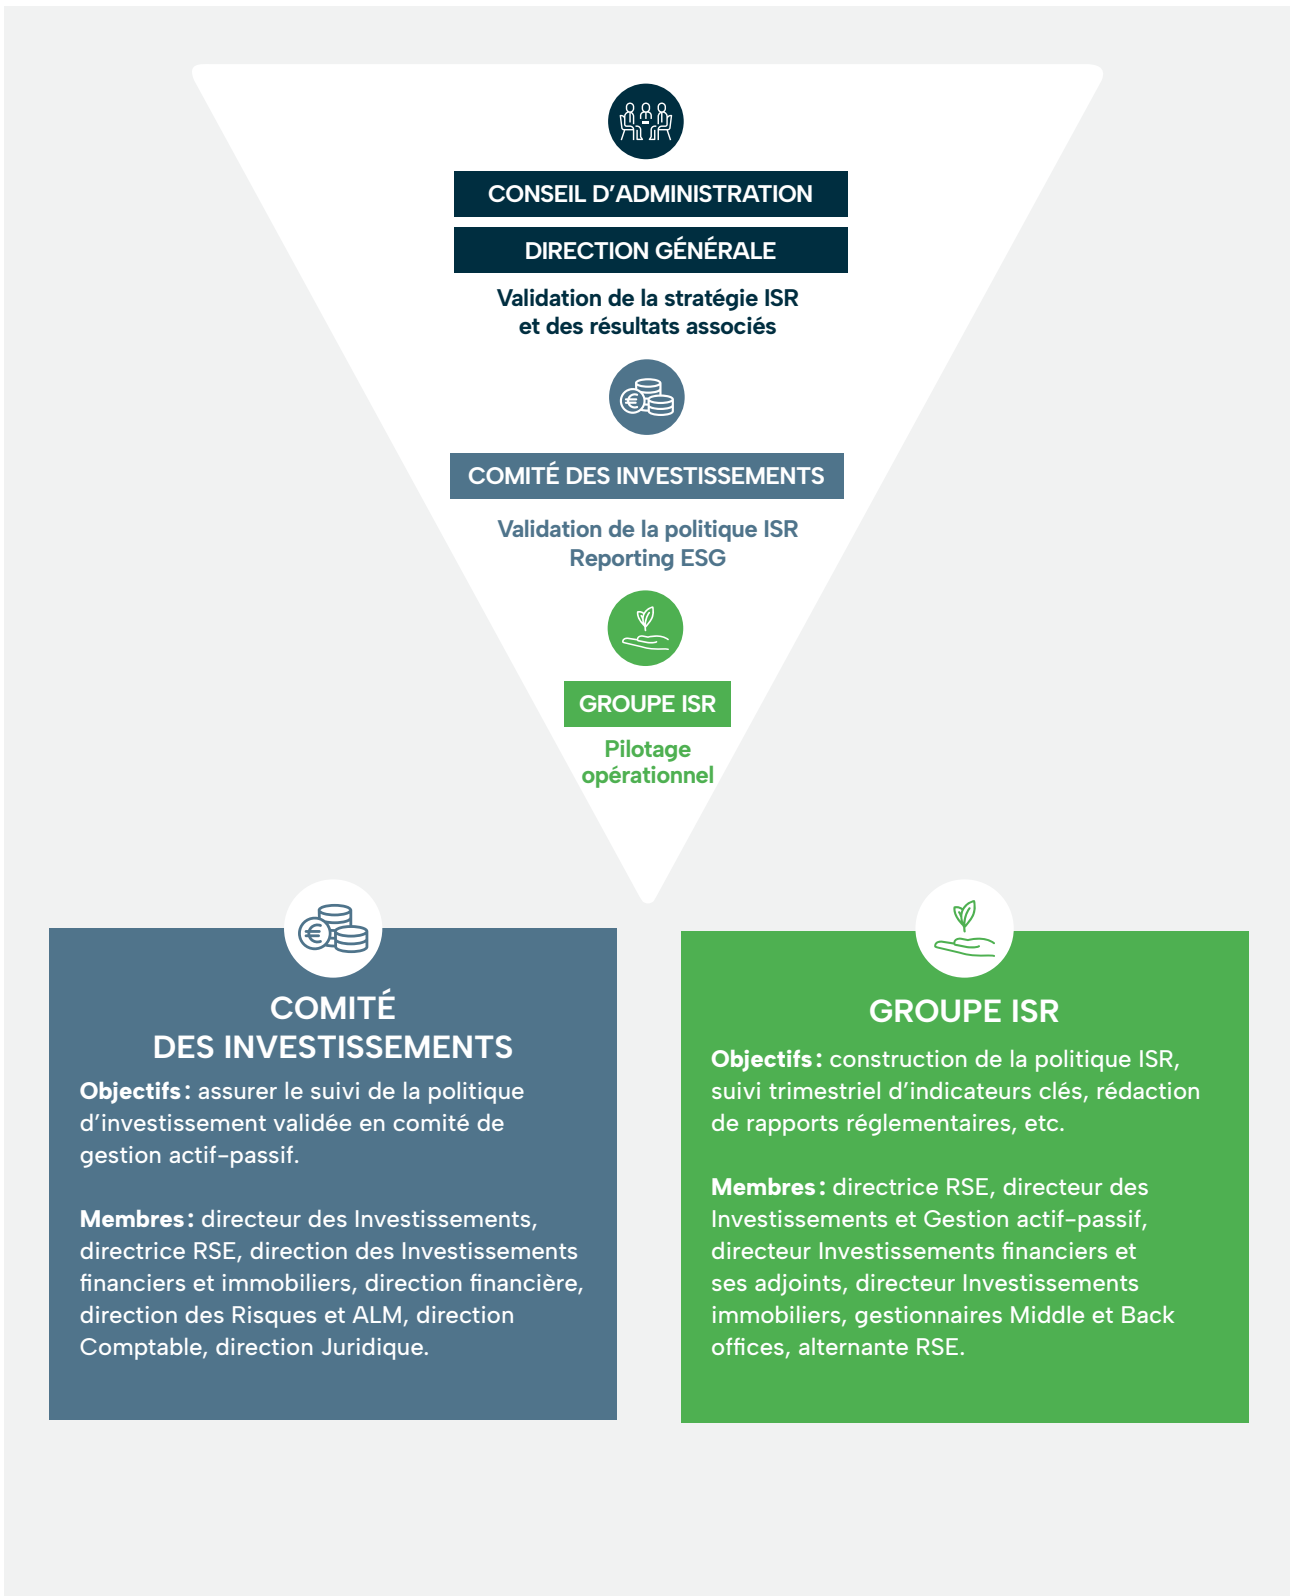 CONSEIL D'ADMINISTRATION
DIRECTION GÉNÉRALE
Validation de la stratégie ISR
et des résultats associés
COMITÉ DES INVESTISSEMENTS
Validation de la politique ISR
Reporting ESG
GROUPE ISR
Pilotage
opérationnel
COMITÉ
DES INVESTISSEMENTS
Objectifs : assurer le suivi de la politique
d'investissement validée en comité de
gestion actif-passif.
Membres : directeur des Investissements,
directrice RSE, direction des Investissements
financiers et immobiliers, direction financière,
direction des Risques et ALM, direction
Comptable, direction Juridique.
GROUPE ISR
Objectifs : construction de la politique ISR,
suivi trimestriel d'indicateurs clés, rédaction
de rapports réglementaires, etc.
Membres : directrice RSE, directeur des
Investissements et Gestion actif-passif,
directeur Investissements financiers et
ses adjoints, directeur Investissements
immobiliers, gestionnaires Middle et Back
offices, alternante RSE.